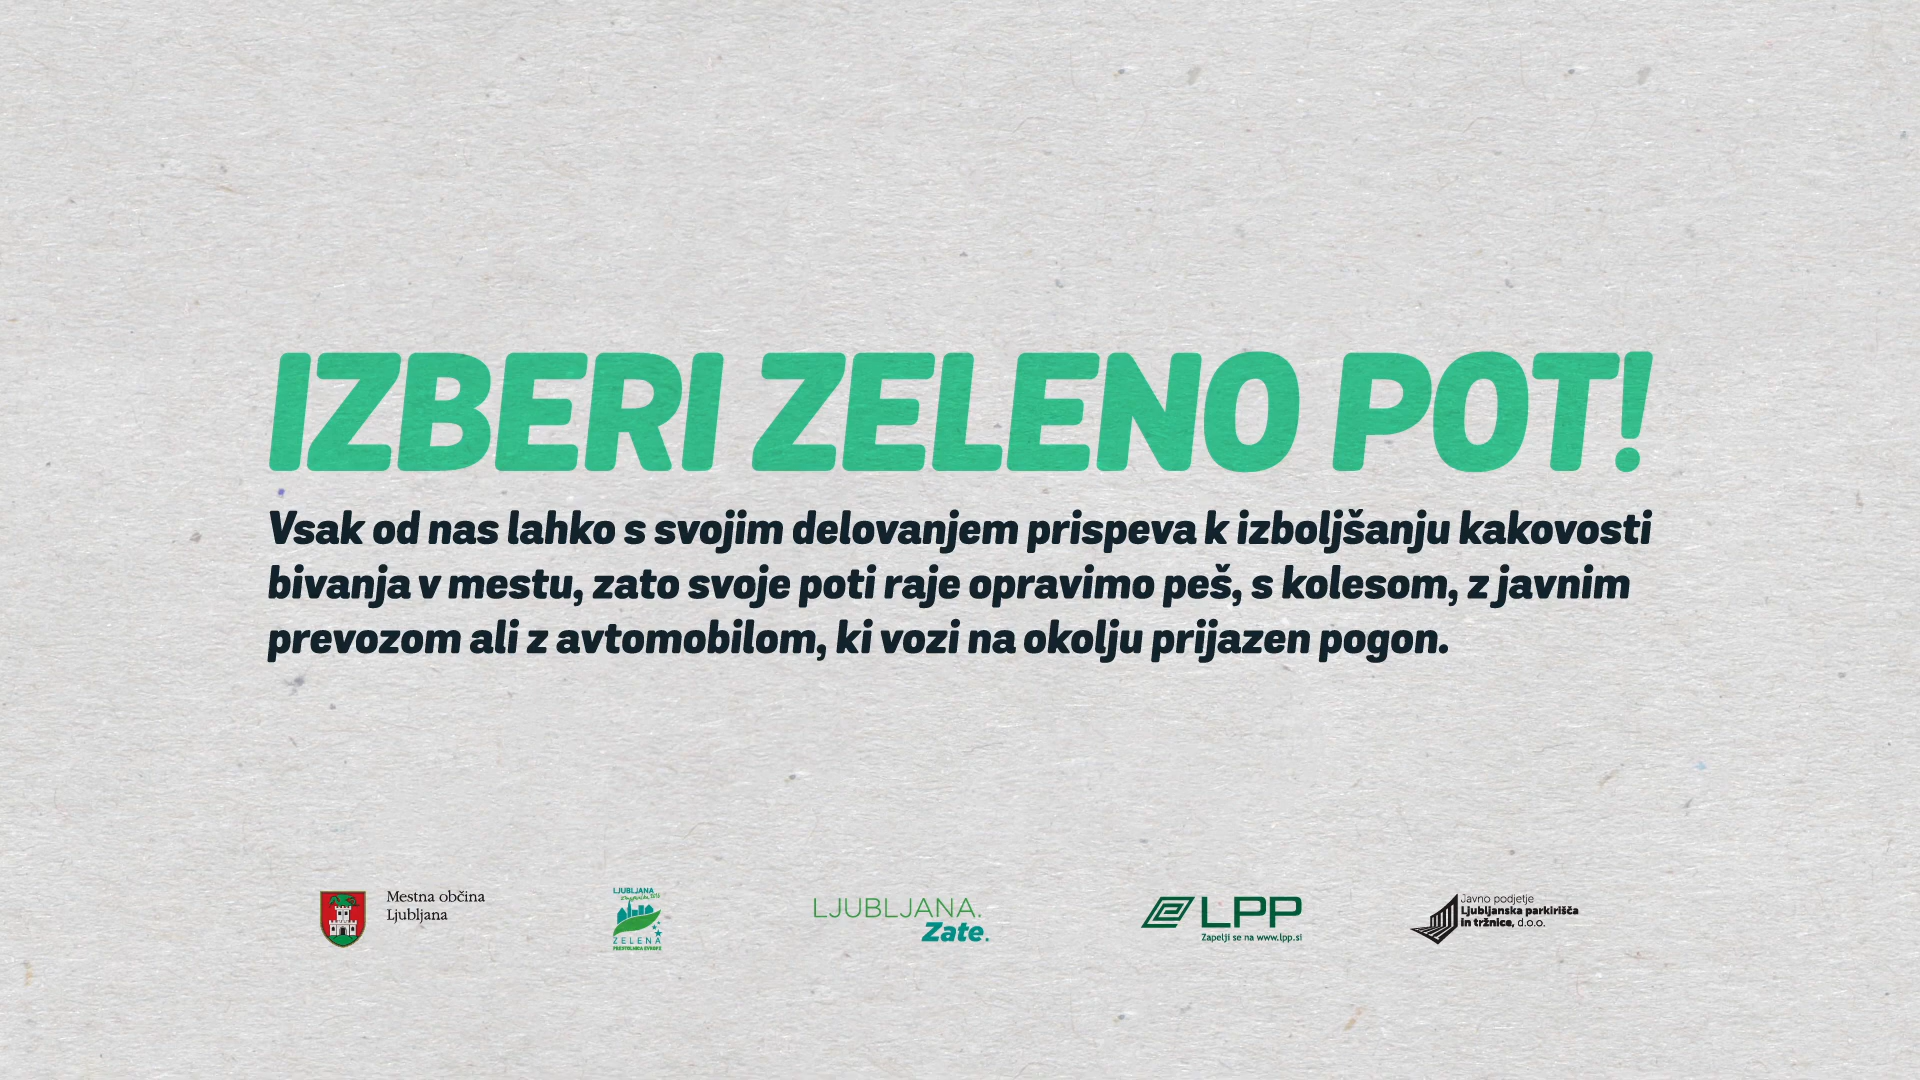 IZBERI ZELENO POT!
Vsak od nas lahko s svojim delovanjem prispeva k izboljšanju kakovosti
bivanja v mestu, zato svoje poti raje opravimo peš, s kolesom, z javnim
prevozom ali z avtomobilom, ki vozi na okolju prijazen pogon.
Mestna občina
Ljubljana
LJUBLJANA
ZELENA
PRESTOLNICA EVROPE
LJUBLJANA.
Zate.
LPP
Zapelji se na www.lpp.si
Javno podjetje
Ljubljanska parkirišča
in tržnice, d.o.o.